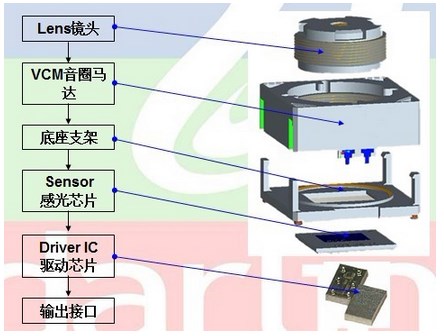 Lens镜头
VCM音圈马
达
底座支架
Sensor
感光芯片
Driver IC
驱动芯片
输出接口